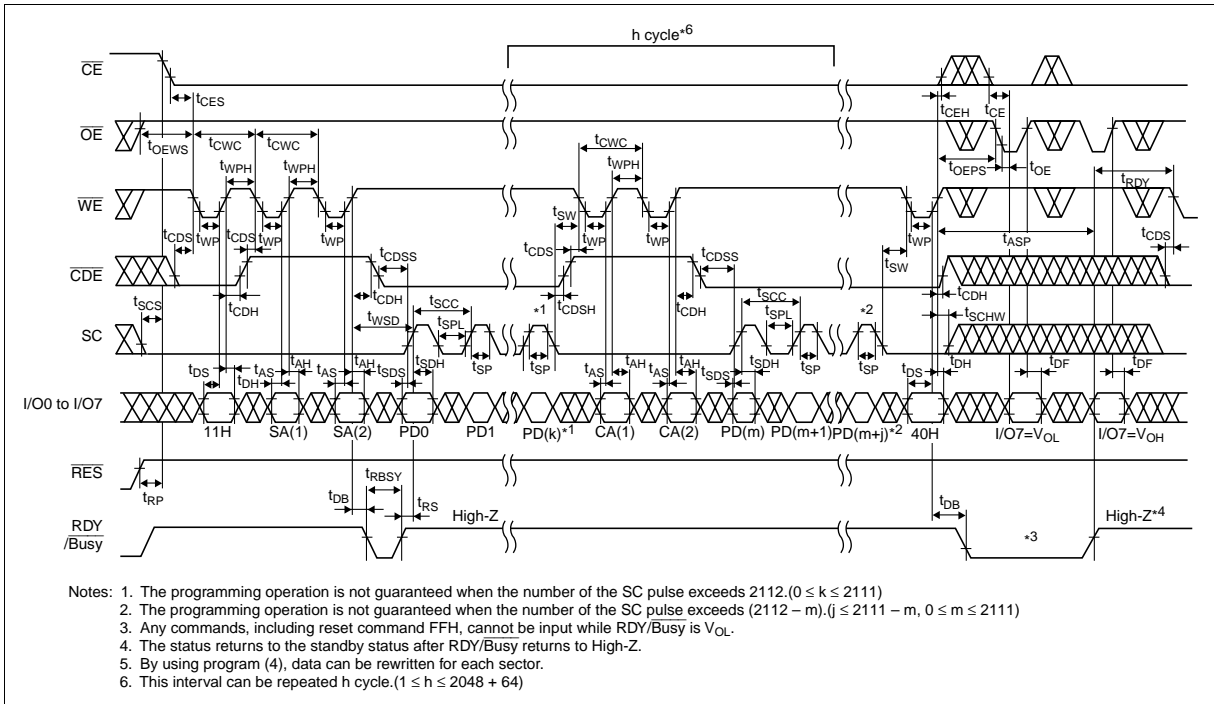 h cycle*6
CE
tCES
tCEH
tCE
OE
tOEWS
tCWC
tCWC
tCWC
tWPH
tWPH
tWPH
tOEPS
tOE
tRDY
WE
tWP
tWP
tWP
tSW
tWP
tWP
tWP
tASP
tCDS
tCDS
tCDSS
tCDS
tCDSS
tSW
tCDS
CDE
tCDH
tCDH
tCDSH
tCDH
tCDH
tSCS
tWSD
tSCC
tSCC
tSCHW
tSPL
*1
tSPL
*2
SC
tSP
tSP
tSP
tSP
tDS
tDH
tAS
tAH
tAS
tAH
tSDS
tSDH
tAS
tAH
tAS
tAH
tSDS
tSDH
tDS
tDH
tDF
tDF
I/O0 to I/O7
11H SA(1) SA(2) PD0 PD1 PD(k)*1 CA(1) CA(2) PD(m) PD(m+1) PD(m+j)*2 40H I/O7=VOL I/O7=VOH
RES
tRP
tRBSY
tDB
tRS
tDB
RDY
/Busy
High-Z
*3
High-Z*4
Notes: 1. The programming operation is not guaranteed when the number of the SC pulse exceeds 2112.(0 ≤ k ≤ 2111)
2. The programming operation is not guaranteed when the number of the SC pulse exceeds (2112 – m).(j ≤ 2111 – m, 0 ≤ m ≤ 2111)
3. Any commands, including reset command FFH, cannot be input while RDY/Busy is VOL.
4. The status returns to the standby status after RDY/Busy returns to High-Z.
5. By using program (4), data can be rewritten for each sector.
6. This interval can be repeated h cycle.(1 ≤ h ≤ 2048 + 64)